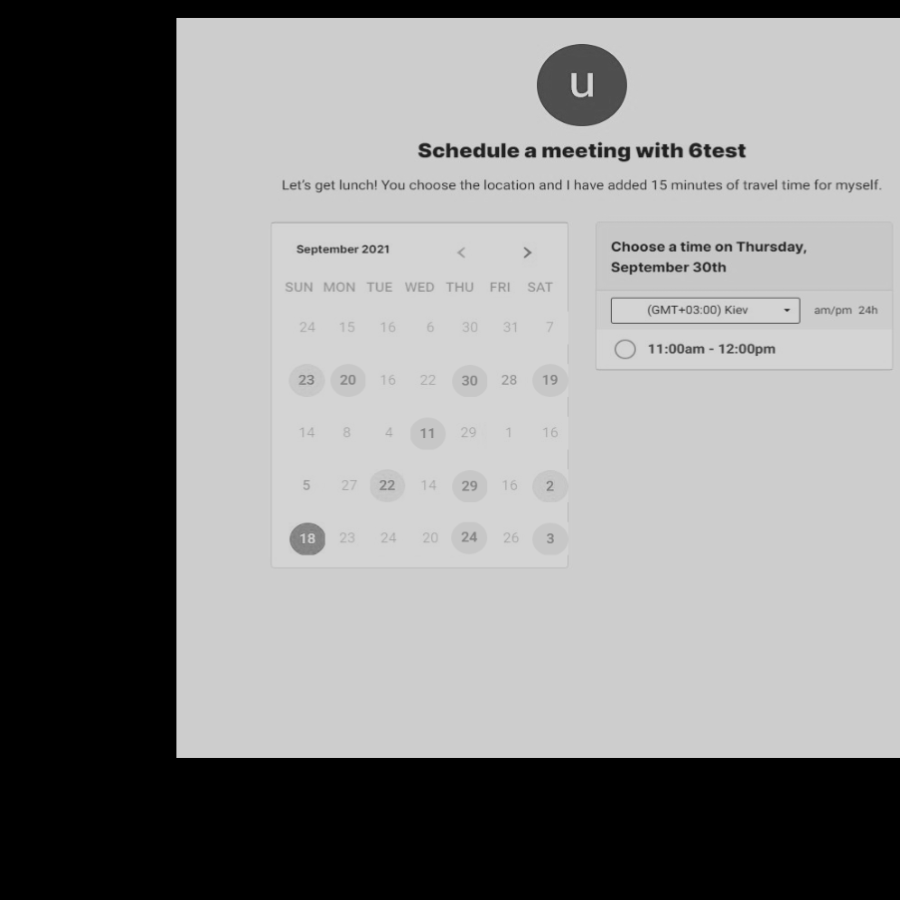 u
Schedule a meeting with 6test
Let's get lunch! You choose the location and I have added 15 minutes of travel time for myself.
September 2021 < >
SUN MON TUE WED THU FRI SAT
24 15 16 6 30 31 7
23 20 16 22 30 28 19
14 8 4 11 29 1 16
5 27 22 14 29 16 2
18 23 24 20 24 26 3
Choose a time on Thursday,
September 30th
(GMT+03:00) Kiev am/pm 24h
11:00am - 12:00pm